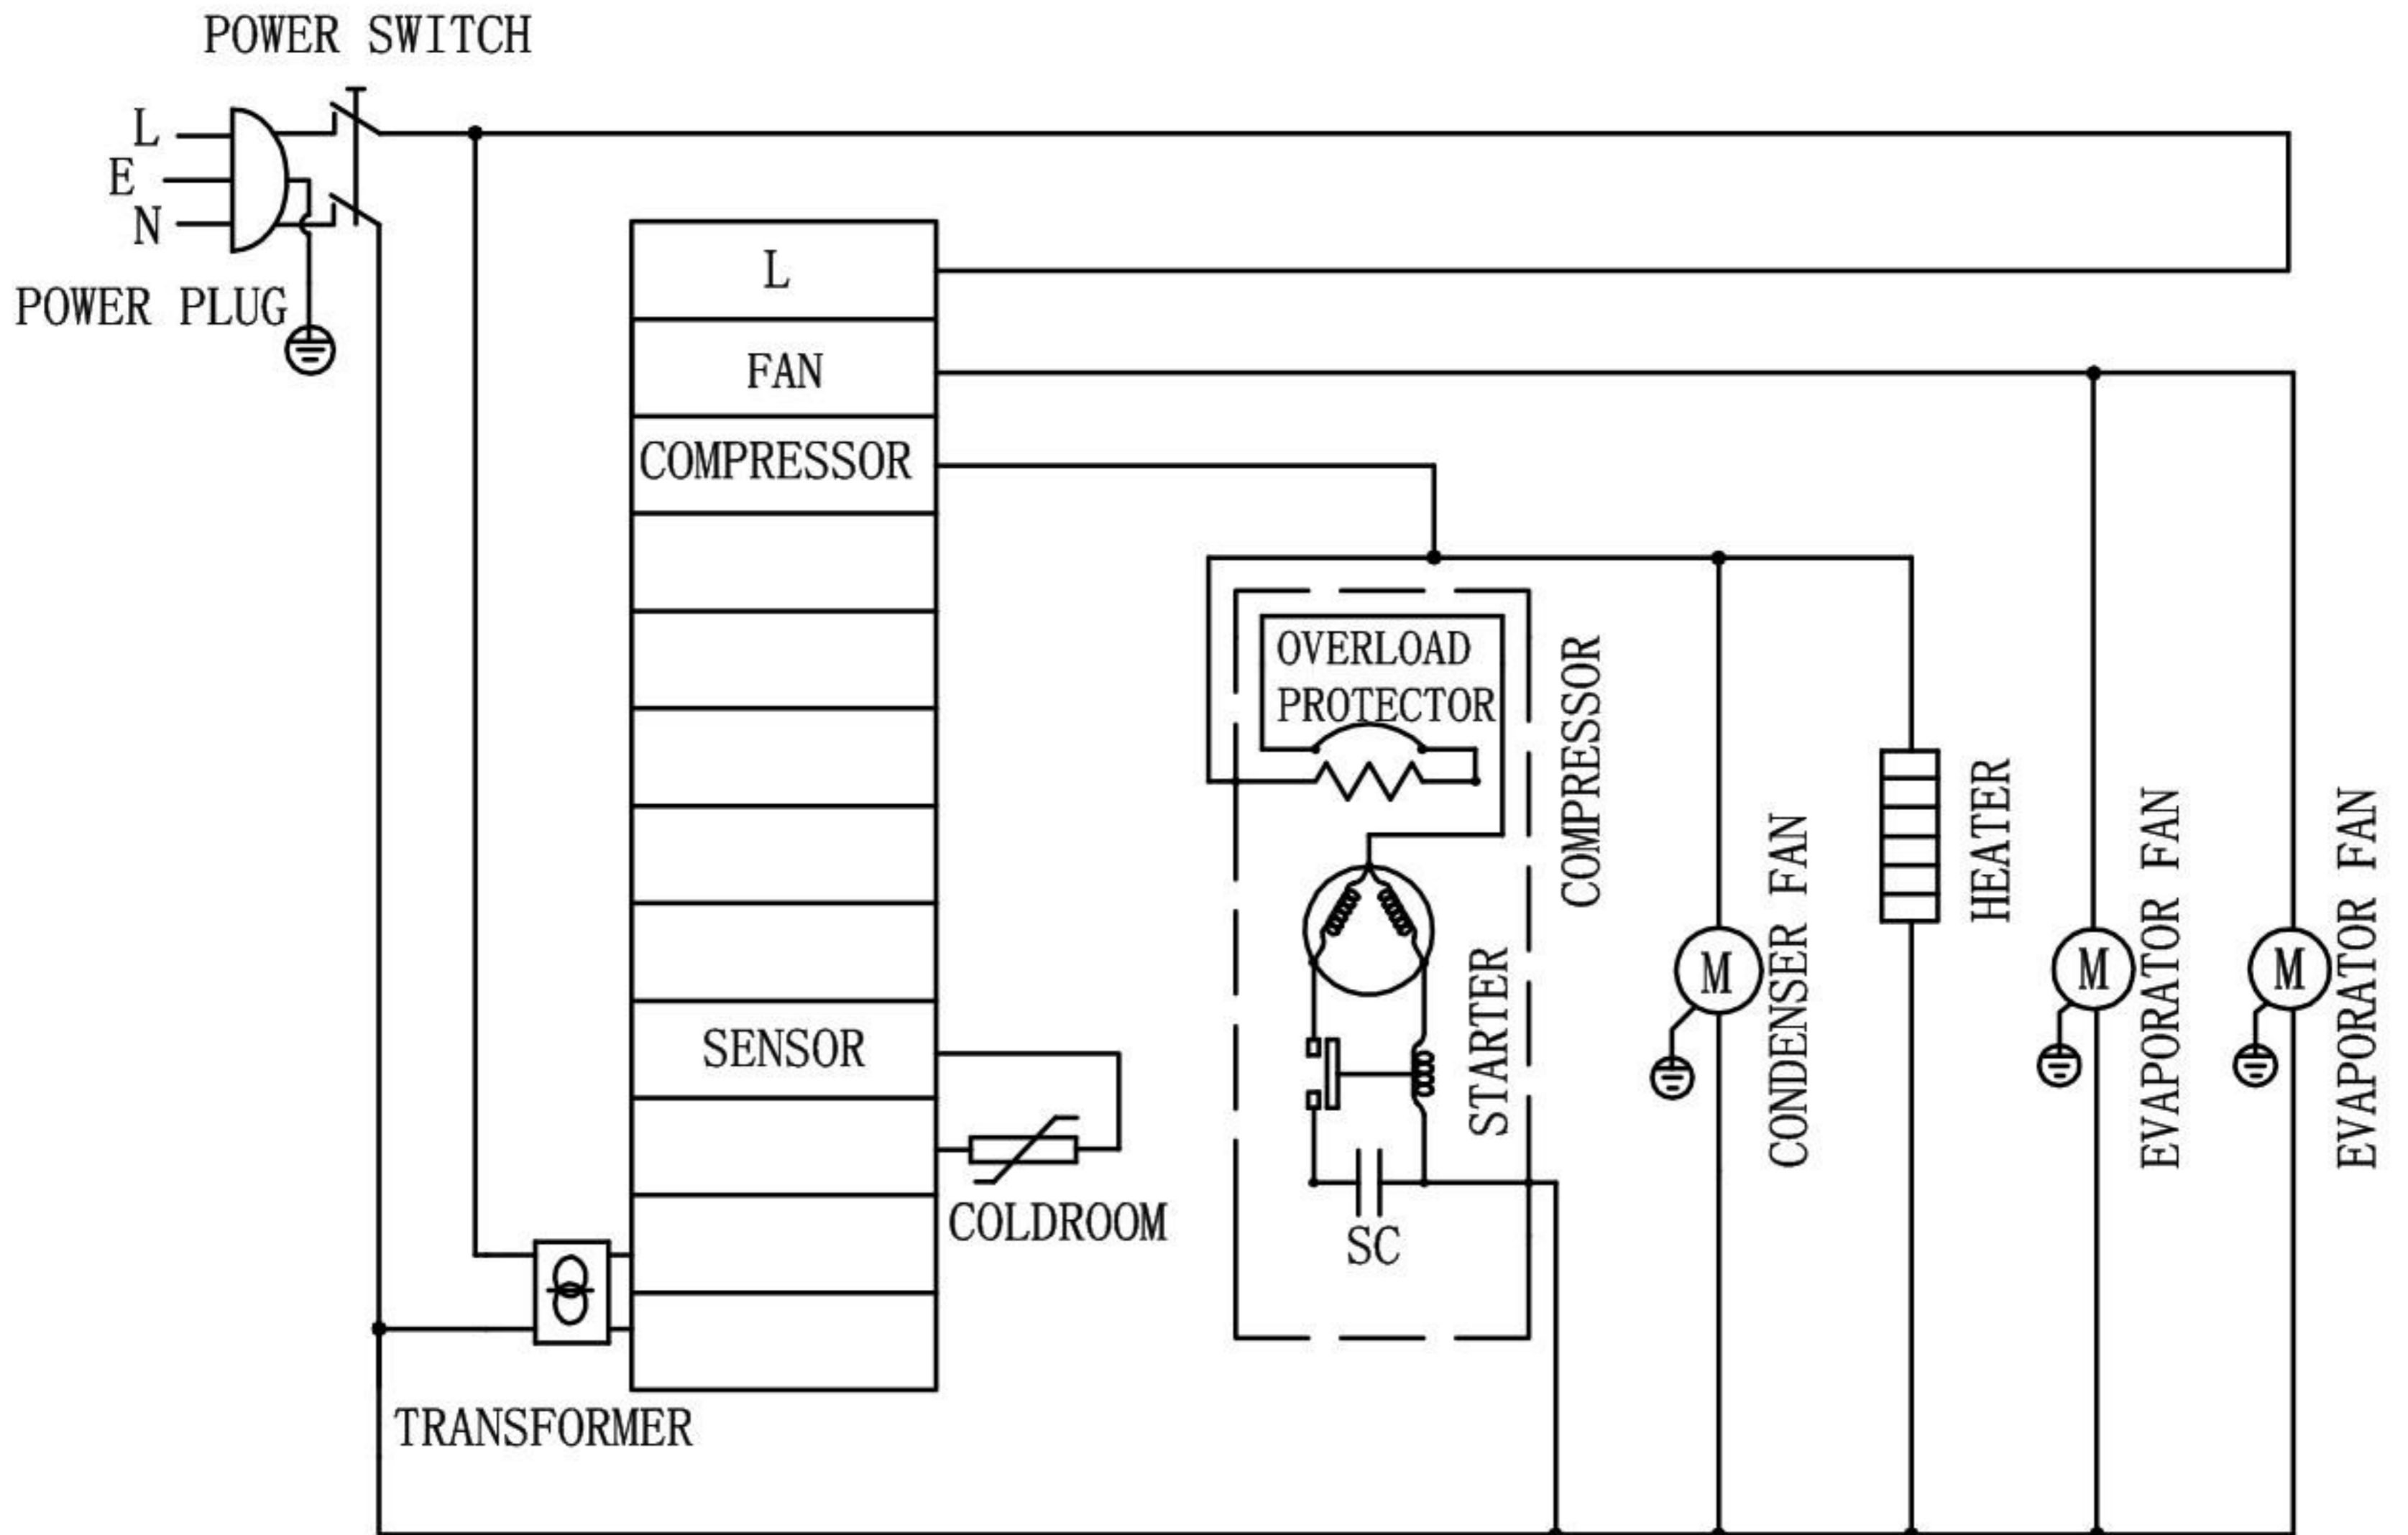 POWER SWITCH
L
E
N
POWER PLUG
L
FAN
COMPRESSOR
SENSOR
COLDROOM
TRANSFORMER
OVERLOAD
PROTECTOR
COMPRESSOR
STARTER
SC
M
CONDENSER FAN
HEATER
M
EVAPORATOR FAN
M
EVAPORATOR FAN